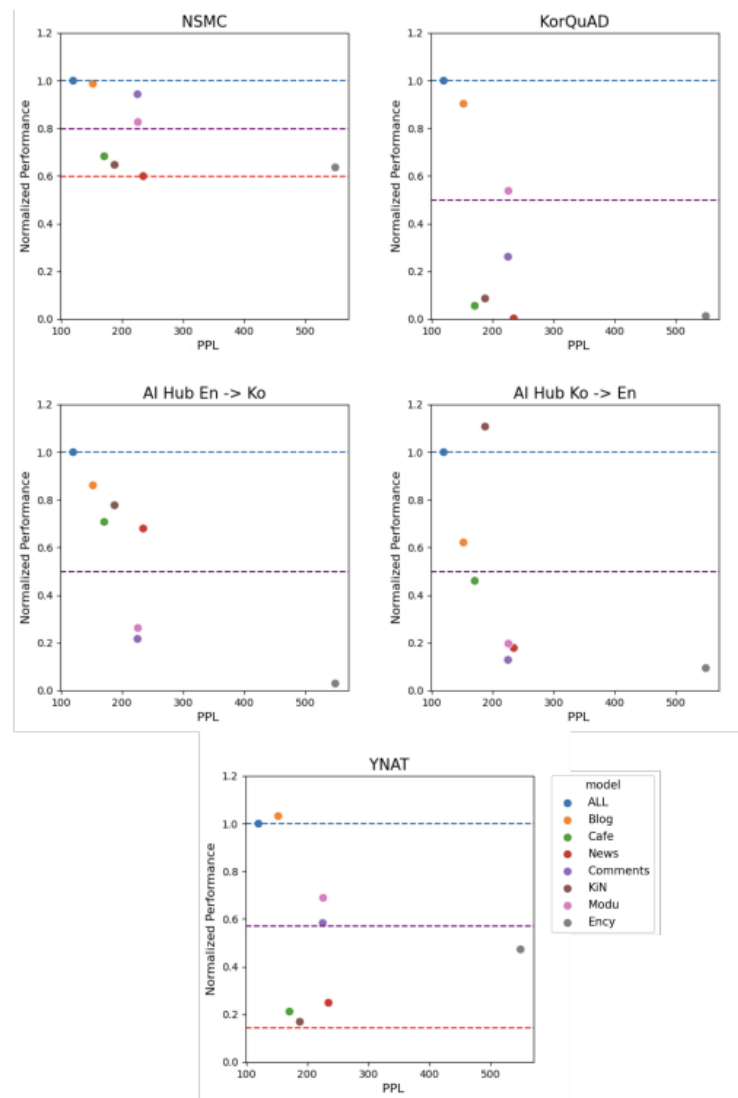 NSMC
KorQuAD
Normalized Performance
1.2
1.0
0.8
0.6
0.4
0.2
0.0
100
200
300
400
500
PPL
Normalized Performance
1.2
1.0
0.8
0.6
0.4
0.2
0.0
100
200
300
400
500
PPL
AI Hub En -> Ko
AI Hub Ko -> En
Normalized Performance
1.2
1.0
0.8
0.6
0.4
0.2
0.0
100
200
300
400
500
PPL
Normalized Performance
1.2
1.0
0.8
0.6
0.4
0.2
0.0
100
200
300
400
500
PPL
YNAT
Normalized Performance
1.2
1.0
0.8
0.6
0.4
0.2
0.0
100
200
300
400
500
PPL
model
ALL
Blog
Cafe
News
Comments
KiN
Modu
Ency